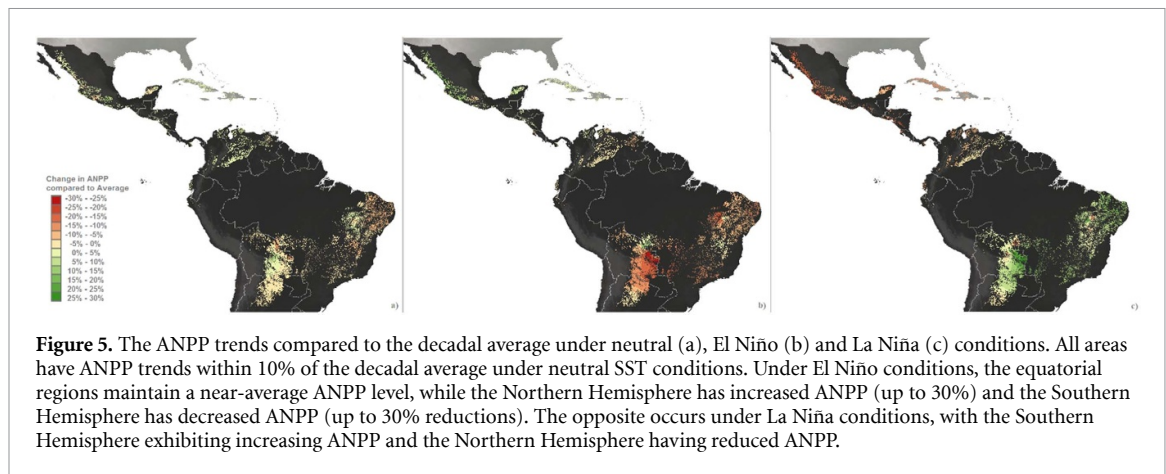 Change in ANPP
compared to Average
-30% - -25%
-25% - -20%
-20% - -15%
-15% - -10%
-10% - -5%
-5% - 0%
0% - 5%
5% - 10%
10% - 15%
15% - 20%
20% - 25%
25% - 30%
a)
b)
c)
Figure 5. The ANPP trends compared to the decadal average under neutral (a), El Niño (b) and La Niña (c) conditions. All areas
have ANPP trends within 10% of the decadal average under neutral SST conditions. Under El Niño conditions, the equatorial
regions maintain a near-average ANPP level, while the Northern Hemisphere has increased ANPP (up to 30%) and the Southern
Hemisphere has decreased ANPP (up to 30% reductions). The opposite occurs under La Niña conditions, with the Southern
Hemisphere exhibiting increasing ANPP and the Northern Hemisphere having reduced ANPP.